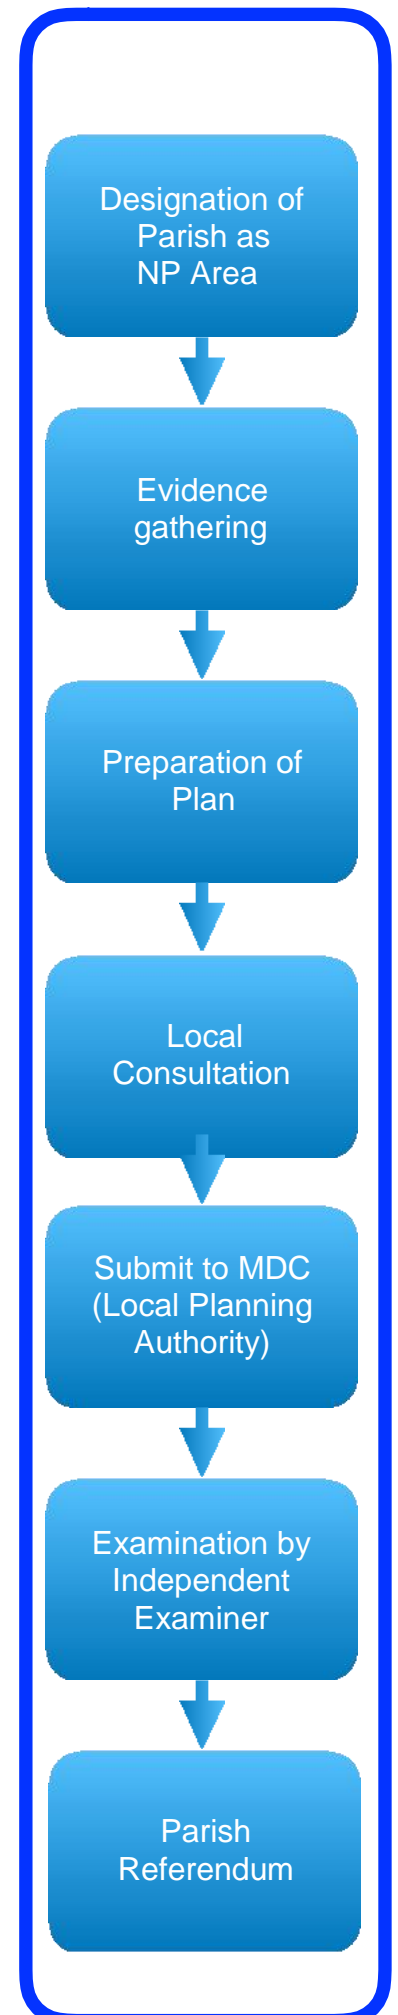 Designation of
Parish as
NP Area
Evidence
gathering
Preparation of
Plan
Local
Consultation
Submit to MDC
(Local Planning
Authority)
Examination by
Independent
Examiner
Parish
Referendum